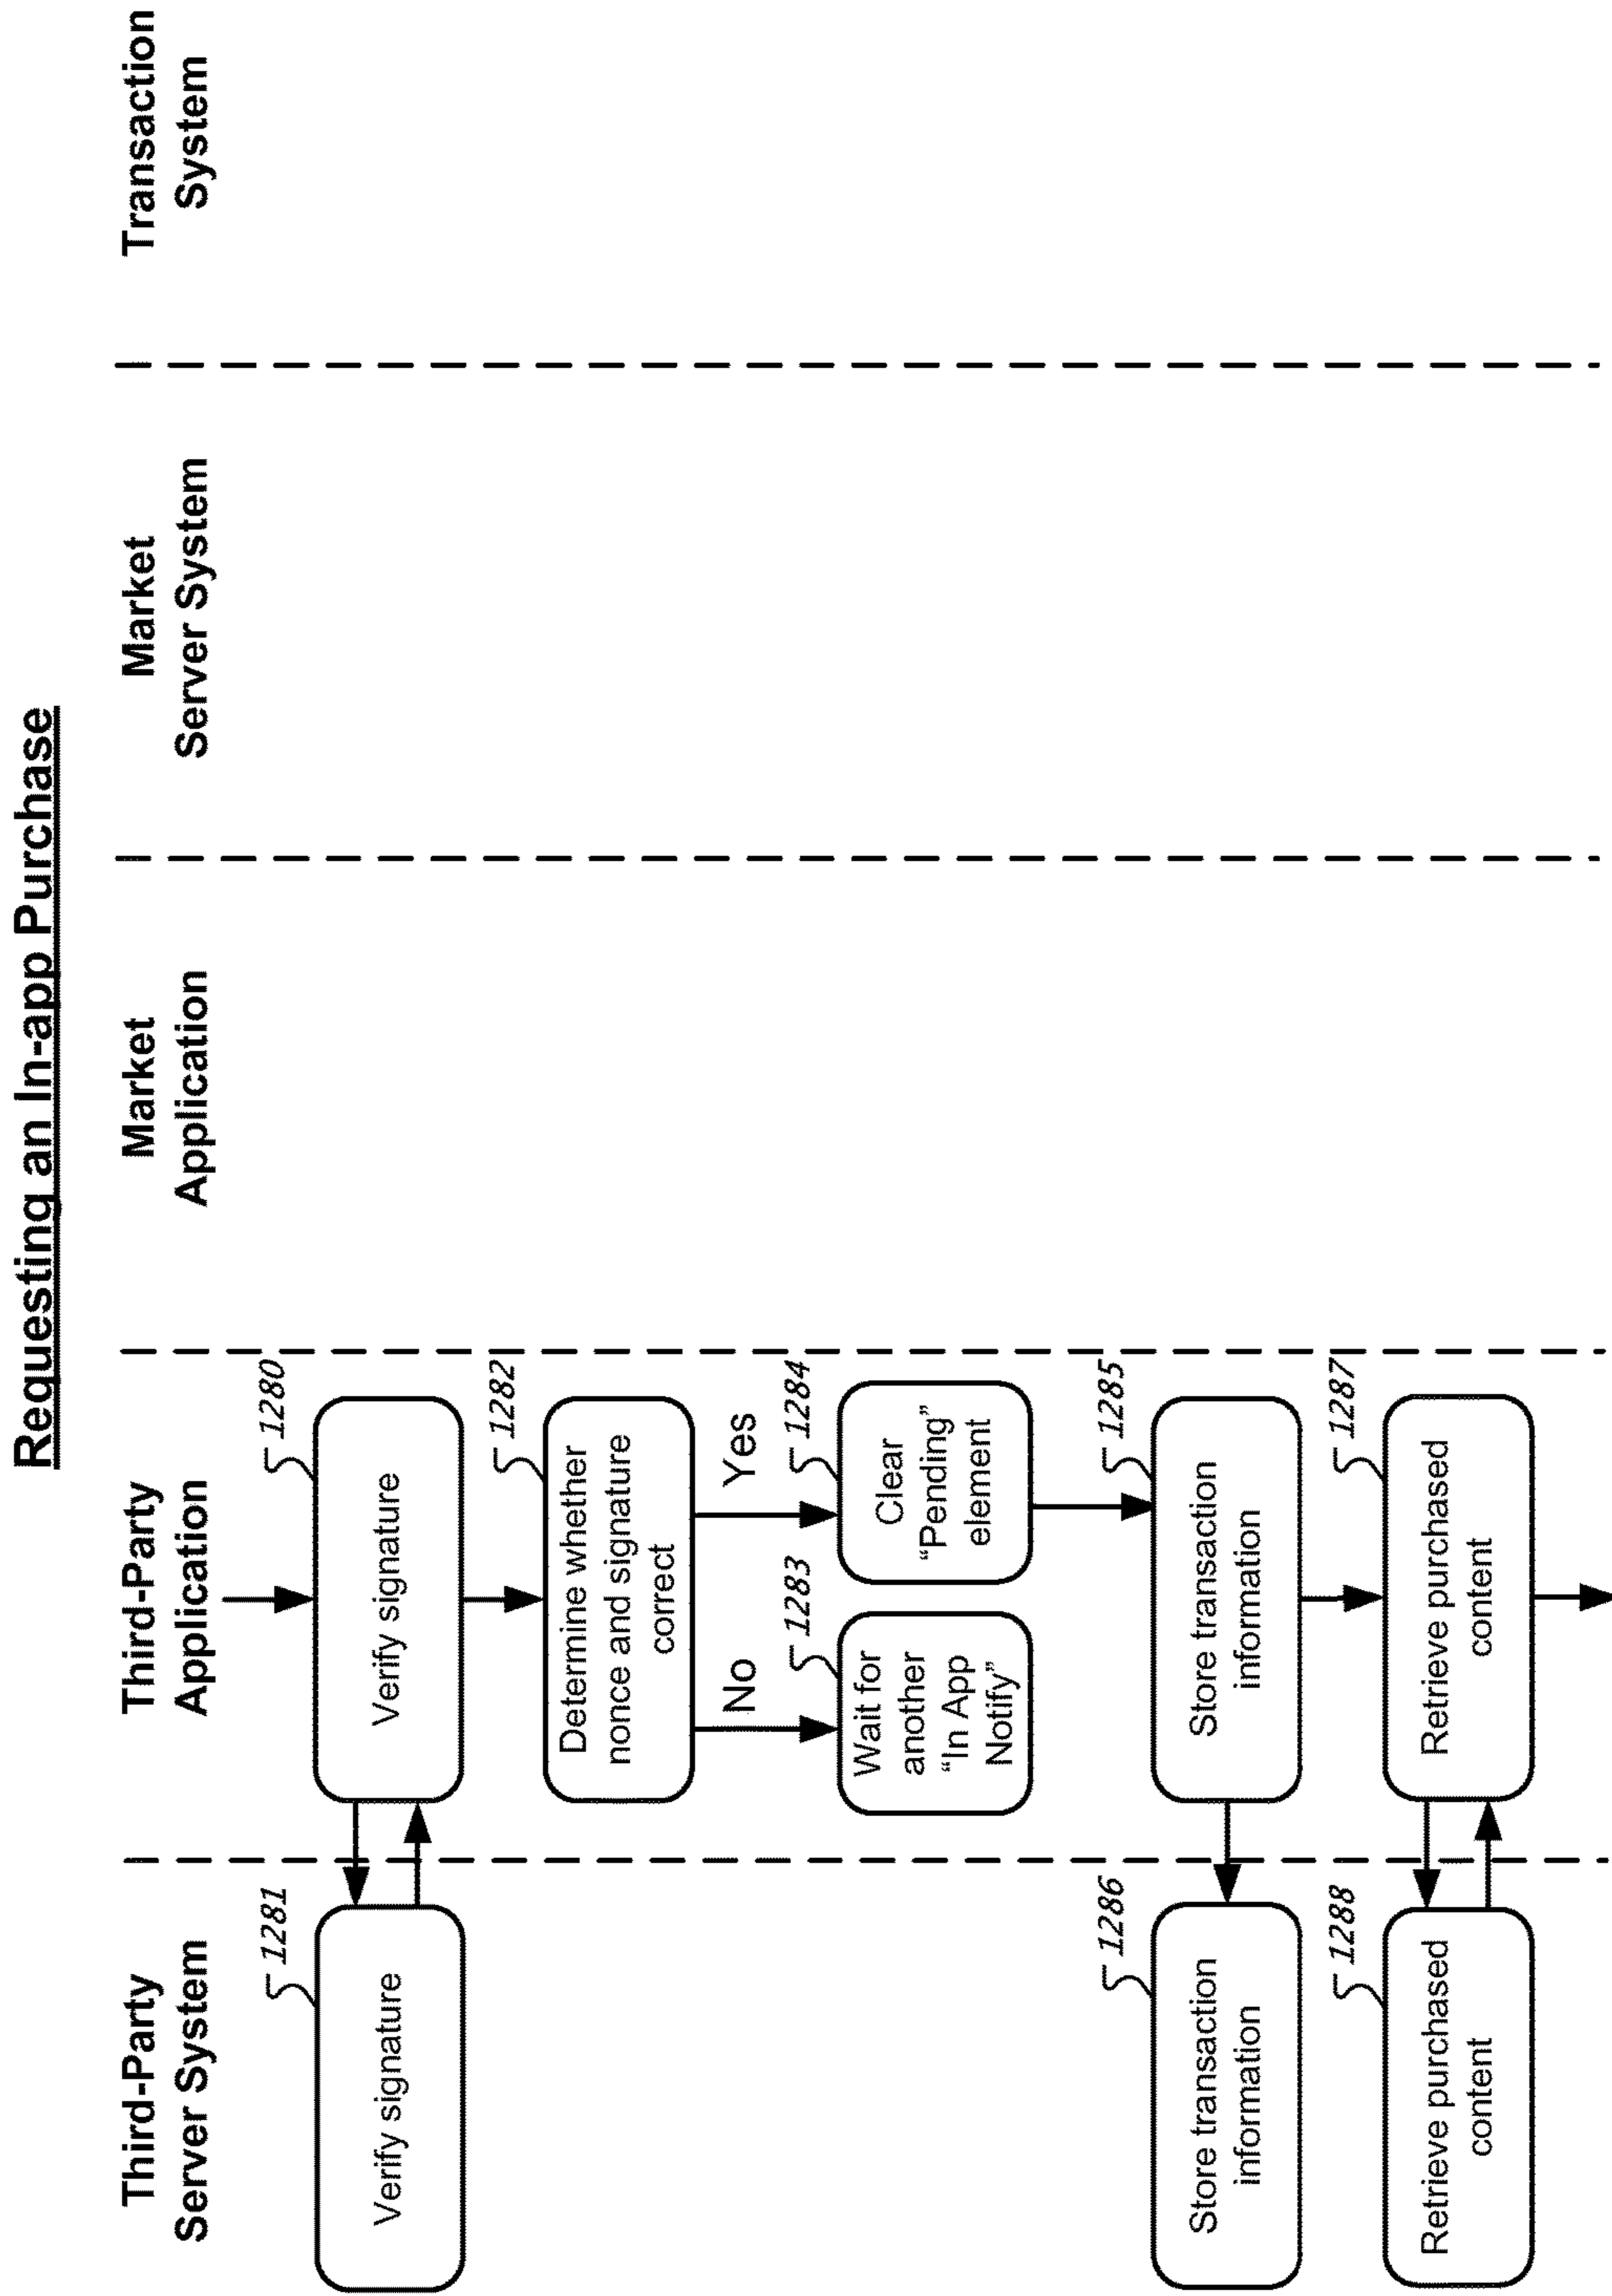 Requesting an In-app Purchase
Third-Party
Server System
Third-Party
Application
Market
Application
Market
Server System
Transaction
System
1281
Verify signature
1280
Verify signature
1282
Determine whether
nonce and signature
correct
No
Yes
1283
Wait for
another
“In App
Notify”
1284
Clear
“Pending”
element
1286
Store transaction
information
1285
Store transaction
information
1288
Retrieve purchased
content
1287
Retrieve purchased
content